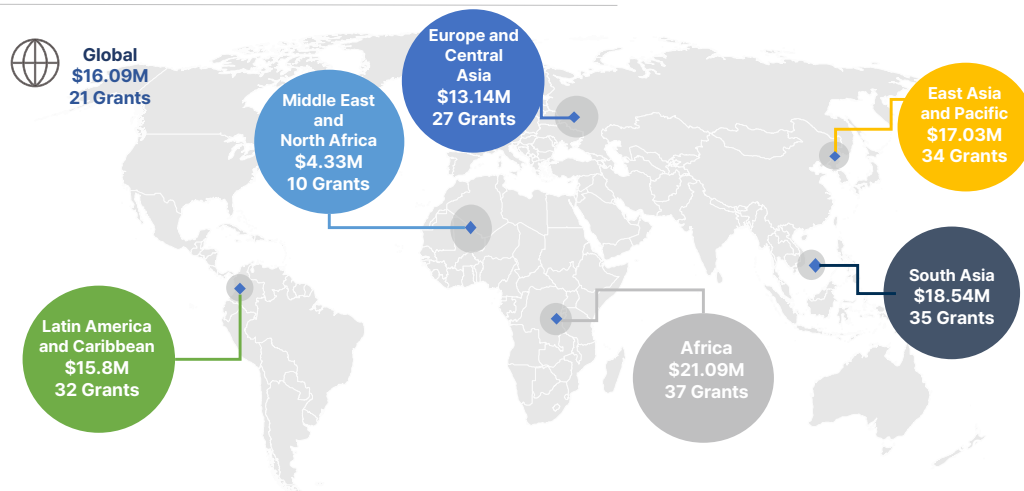 Global
$16.09M
21 Grants
Europe and
Central
Asia
$13.14M
27 Grants
Middle East
and
North Africa
$4.33M
10 Grants
East Asia
and Pacific
$17.03M
34 Grants
South Asia
$18.54M
35 Grants
Latin America
and Caribbean
$15.8M
32 Grants
Africa
$21.09M
37 Grants